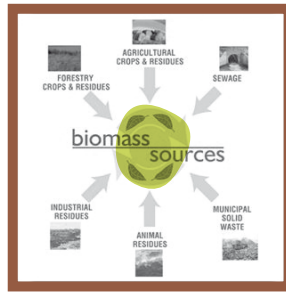 AGRICULTURAL
CROPS & RESIDUES
FORESTRY
CROPS & RESIDUES
SEWAGE
biomass
sources
INDUSTRIAL
RESIDUES
MUNICIPAL
SOLID
WASTE
ANIMAL
RESIDUES